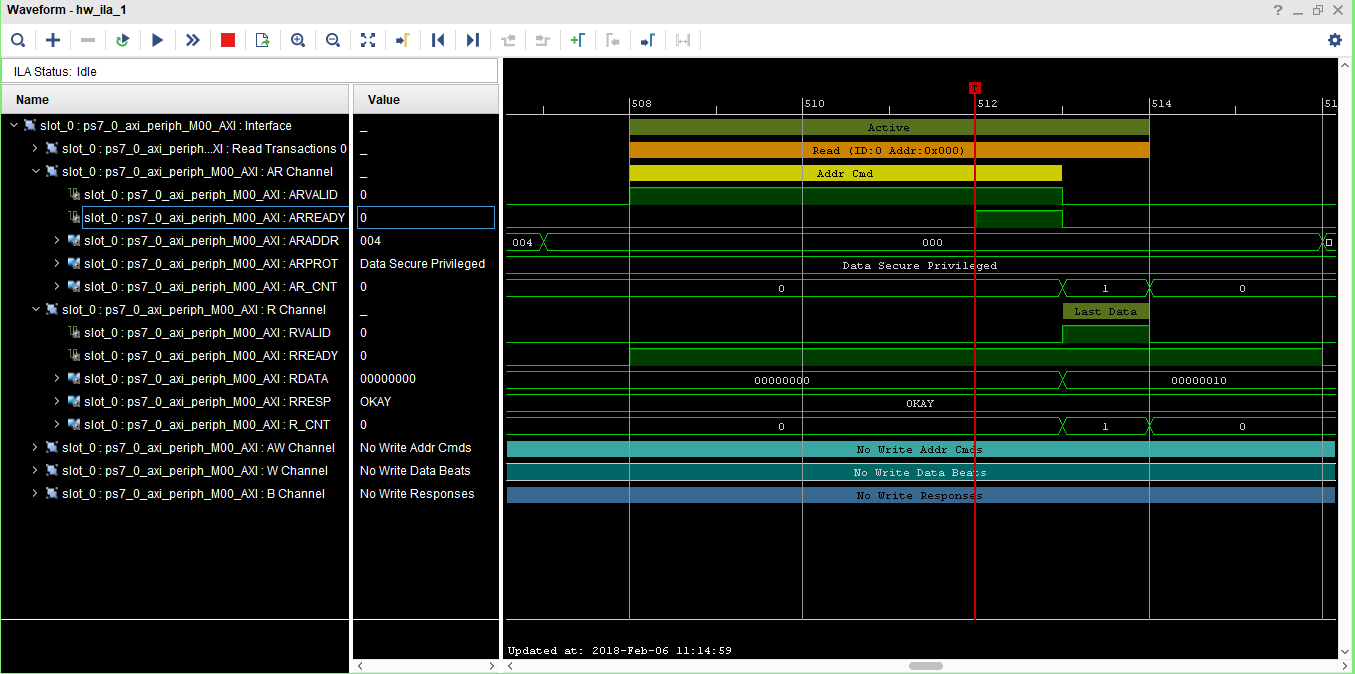 Waveform - hw_ila_1
ILA Status: Idle
Name Value
508 510 512 514 51
slot_0 : ps7_0_axi_periph_M00_AXI : Interface _ Active
slot_0 : ps7_0_axi_periph...XI : Read Transactions 0 _ Read (ID:0 Addr:0x000)
slot_0 : ps7_0_axi_periph_M00_AXI : AR Channel _ Addr Cmd
slot_0 : ps7_0_axi_periph_M00_AXI : ARVALID 0
slot_0 : ps7_0_axi_periph_M00_AXI : ARREADY 0
slot_0 : ps7_0_axi_periph_M00_AXI : ARADDR 004 004 000
slot_0 : ps7_0_axi_periph_M00_AXI : ARPROT Data Secure Privileged Data Secure Privileged
slot_0 : ps7_0_axi_periph_M00_AXI : AR_CNT 0 0 1 0
slot_0 : ps7_0_axi_periph_M00_AXI : R Channel _ Last Data
slot_0 : ps7_0_axi_periph_M00_AXI : RVALID 0
slot_0 : ps7_0_axi_periph_M00_AXI : RREADY 0
slot_0 : ps7_0_axi_periph_M00_AXI : RDATA 00000000 00000000 00000010
slot_0 : ps7_0_axi_periph_M00_AXI : RRESP OKAY OKAY
slot_0 : ps7_0_axi_periph_M00_AXI : R_CNT 0 0 1 0
slot_0 : ps7_0_axi_periph_M00_AXI : AW Channel No Write Addr Cmds No Write Addr Cmds
slot_0 : ps7_0_axi_periph_M00_AXI : W Channel No Write Data Beats No Write Data Beats
slot_0 : ps7_0_axi_periph_M00_AXI : B Channel No Write Responses No Write Responses
Updated at: 2018-Feb-06 11:14:59